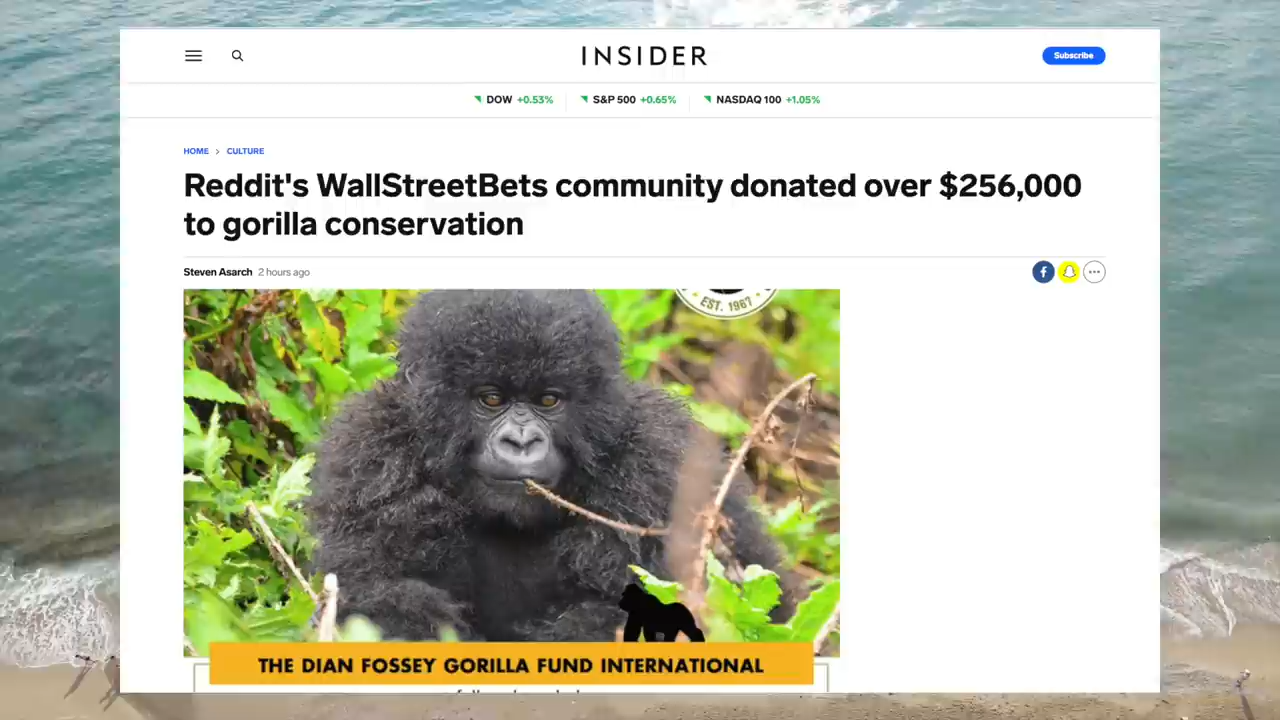 INSIDER
Subscribe
DOW +0.53% S&P 500 +0.65% NASDAQ 100 +1.05%
HOME > CULTURE
Reddit's WallStreetBets community donated over $256,000
to gorilla conservation
Steven Asarch 2 hours ago
EST. 1967
THE DIAN FOSSEY GORILLA FUND INTERNATIONAL